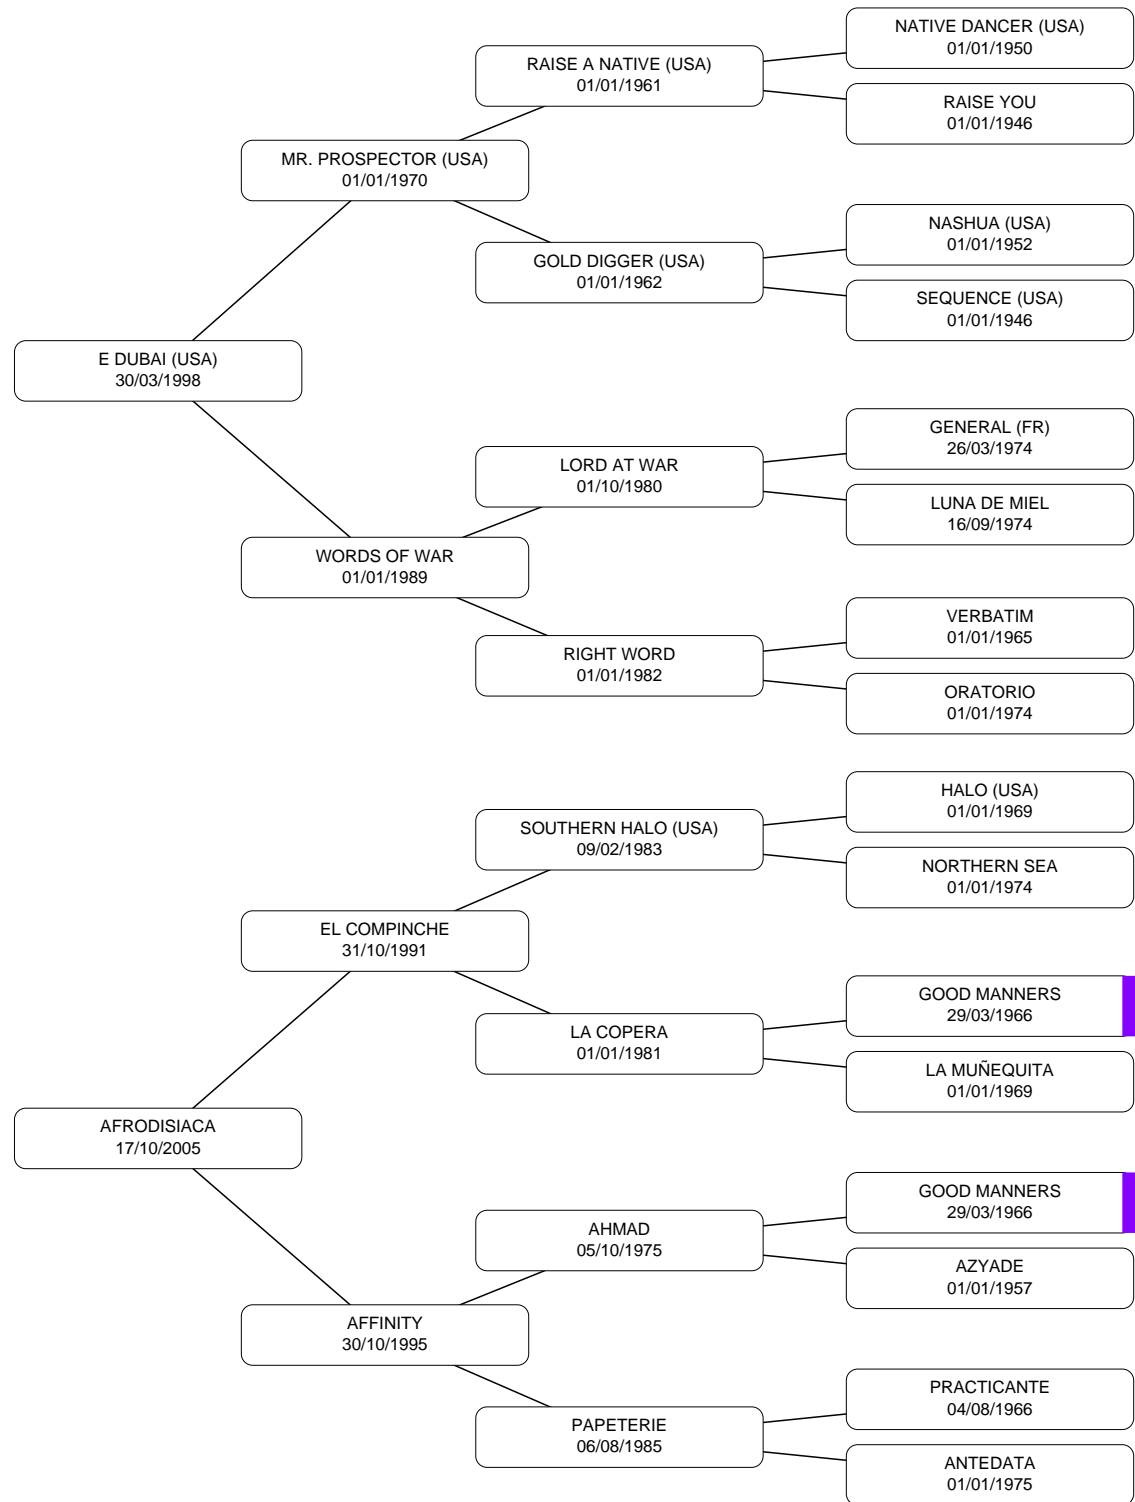 NATIVE DANCER (USA)
01/01/1950
RAISE A NATIVE (USA)
01/01/1961
RAISE YOU
01/01/1946
MR. PROSPECTOR (USA)
01/01/1970
NASHUA (USA)
01/01/1952
GOLD DIGGER (USA)
01/01/1962
SEQUENCE (USA)
01/01/1946
E DUBAI (USA)
30/03/1998
GENERAL (FR)
26/03/1974
LORD AT WAR
01/10/1980
LUNA DE MIEL
16/09/1974
WORDS OF WAR
01/01/1989
VERBATIM
01/01/1965
RIGHT WORD
01/01/1982
ORATORIO
01/01/1974
HALO (USA)
01/01/1969
SOUTHERN HALO (USA)
09/02/1983
NORTHERN SEA
01/01/1974
EL COMPINCHE
31/10/1991
GOOD MANNERS
29/03/1966
LA COPERA
01/01/1981
LA MUÑEQUITA
01/01/1969
AFRODISIACA
17/10/2005
GOOD MANNERS
29/03/1966
AHMAD
05/10/1975
AZYADE
01/01/1957
AFFINITY
30/10/1995
PRACTICANTE
04/08/1966
PAPETERIE
06/08/1985
ANTEDATA
01/01/1975